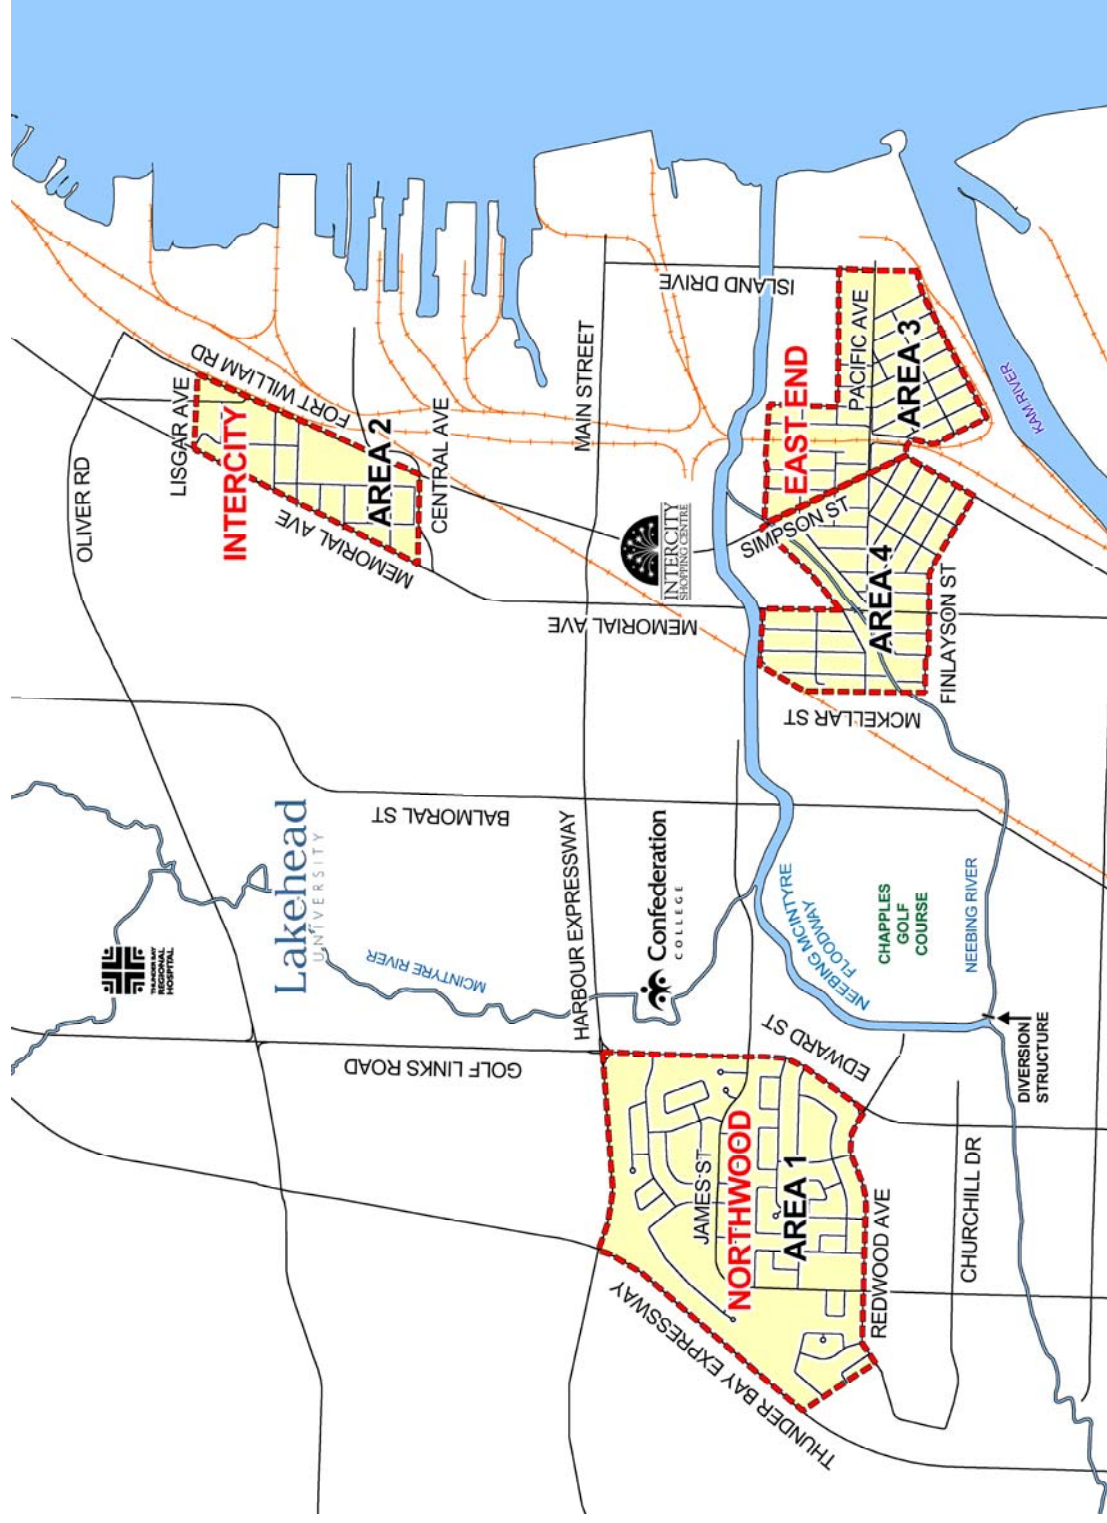 OLIVER RD
LISGAR AVE
INTERCITY
FORT WILLIAM RD
AREA 2
MEMORIAL AVE
CENTRAL AVE
MAIN STREET
ISLAND DRIVE
PACIFIC AVE
AREA 3
EAST END
KAM RIVER
SIMPSON ST
INTERCITY
SHOPPING CENTRE
AREA 4
MEMORIAL AVE
FINLAYSON ST
MCKELLAR ST
BALMORAL ST
Lakehead
UNIVERSITY
THUNDER BAY
REGIONAL
HOSPITAL
MCINTYRE RIVER
HARBOUR EXPRESSWAY
Confederation
COLLEGE
NEEBING MCINTYRE
FLOODWAY
CHAPPLES
GOLF
COURSE
NEEBING RIVER
DIVERSION
STRUCTURE
GOLF LINKS ROAD
EDWARD ST
JAMES ST
NORTHWOOD
AREA 1
REDWOOD AVE
CHURCHILL DR
THUNDER BAY EXPRESSWAY